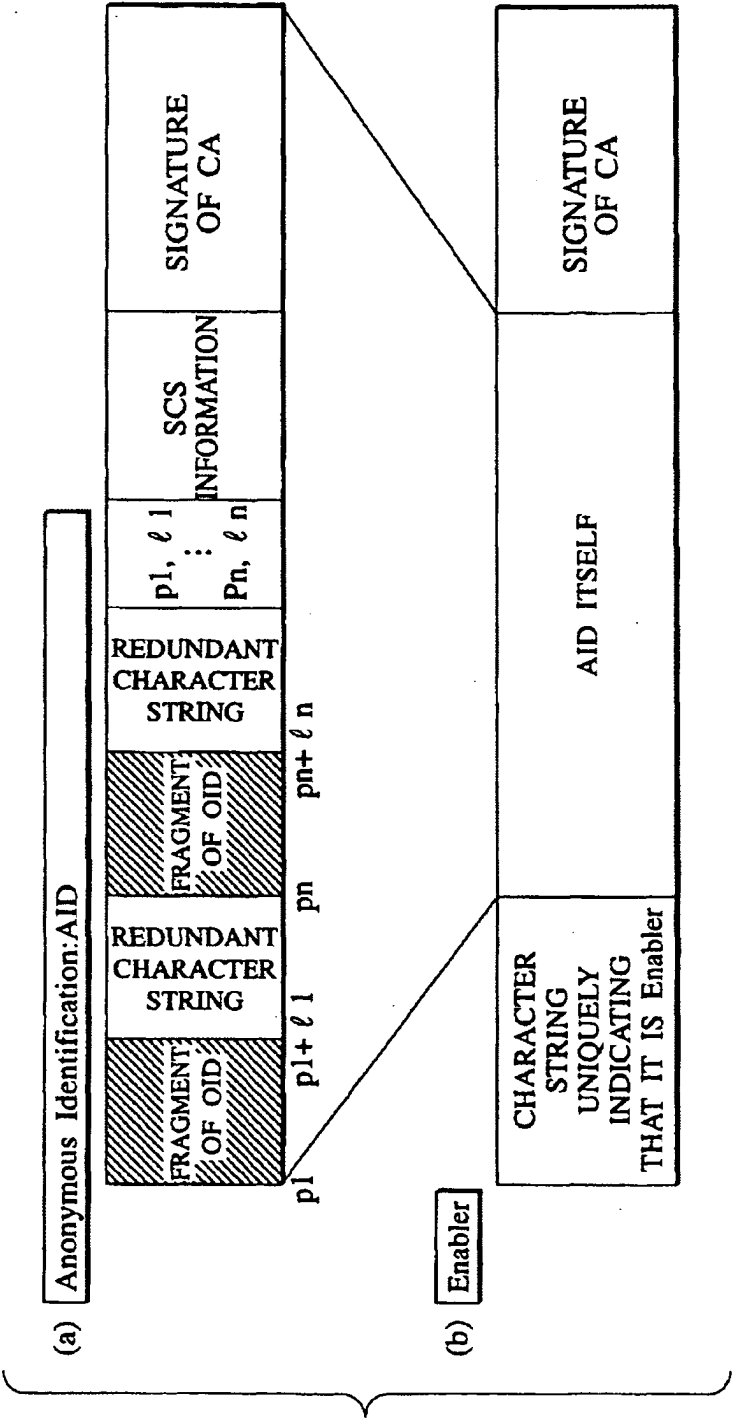 (a)
Anonymous Identification:AID
FRAGMENT
OF OID
REDUNDANT
CHARACTER
STRING
FRAGMENT
OF OID
REDUNDANT
CHARACTER
STRING
p1, ℓ 1
⋮
Pn, ℓ n
SCS
INFORMATION
SIGNATURE
OF CA
p1
p1+ ℓ 1
pn
pn+ ℓ n
(b)
Enabler
CHARACTER
STRING
UNIQUELY
INDICATING
THAT IT IS Enabler
AID ITSELF
SIGNATURE
OF CA